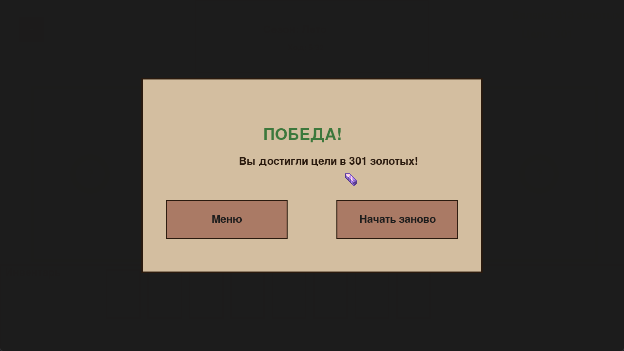 ПОБЕДА!
Вы достигли цели в 301 золотых!
Меню
Начать заново